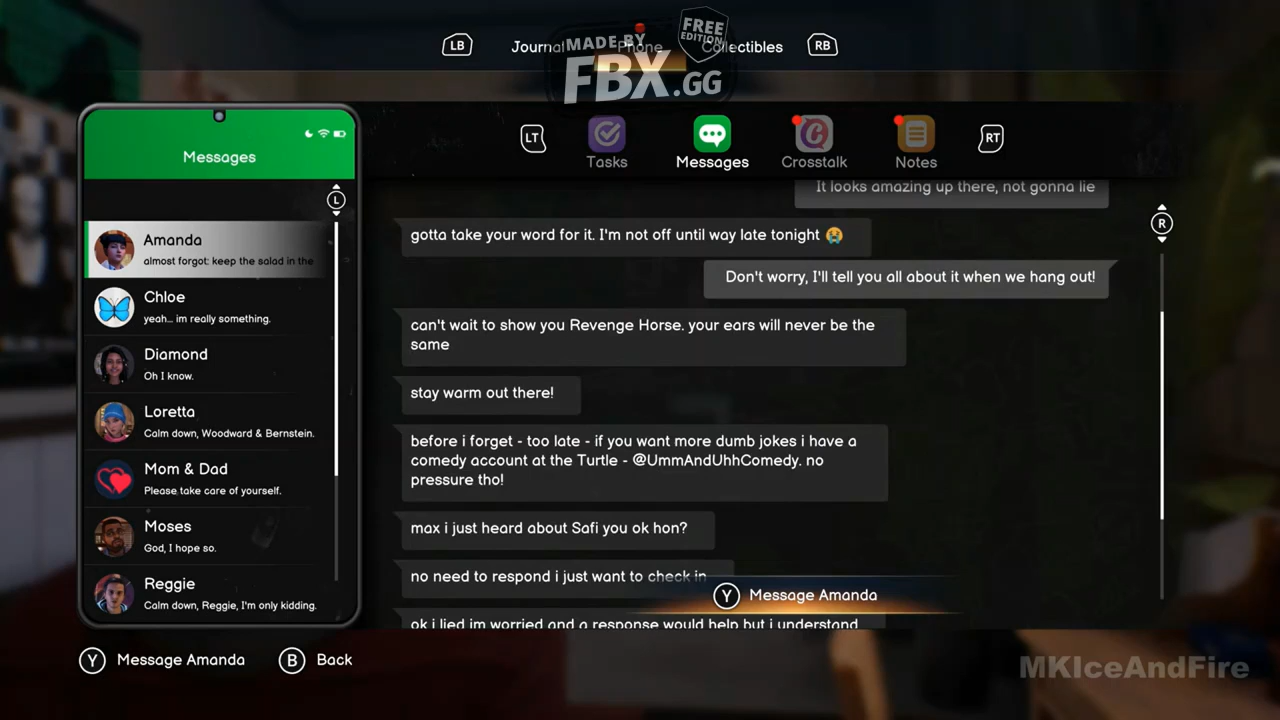 LB
Journal
Phone
Collectibles
RB
MADE BY
FBX.GG
FREE
EDITION
Messages
LT
Tasks
Messages
Crosstalk
Notes
RT
L
R
Amanda
almost forgot: keep the salad in the
Chloe
yeah... im really something.
Diamond
Oh I know.
Loretta
Calm down, Woodward & Bernstein.
Mom & Dad
Please take care of yourself.
Moses
God, I hope so.
Reggie
Calm down, Reggie, I'm only kidding.
It looks amazing up there, not gonna lie
gotta take your word for it. I'm not off until way late tonight 😭
Don't worry, I'll tell you all about it when we hang out!
can't wait to show you Revenge Horse. your ears will never be the
same
stay warm out there!
before i forget - too late - if you want more dumb jokes i have a
comedy account at the Turtle - @UmmAndUhhComedy. no
pressure tho!
max i just heard about Safi you ok hon?
no need to respond i just want to check in
ok i lied im worried and a response would help but i understand
Y Message Amanda
Y Message Amanda
B Back
MKIceAndFire